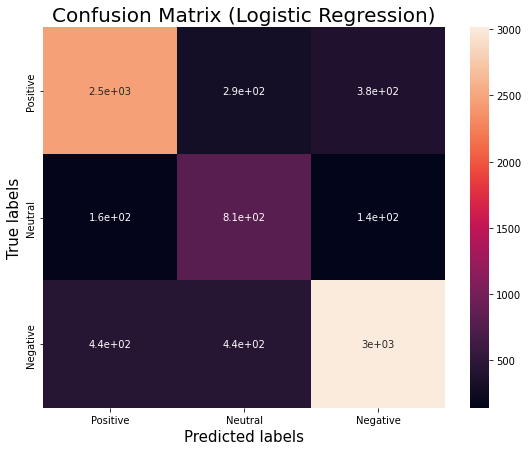 Confusion Matrix (Logistic Regression)
Positive 2.5e+03 2.9e+02 3.8e+02
Neutral 1.6e+02 8.1e+02 1.4e+02
Negative 4.4e+02 4.4e+02 3e+03
True labels
Positive Neutral Negative
Predicted labels
3000
2500
2000
1500
1000
500